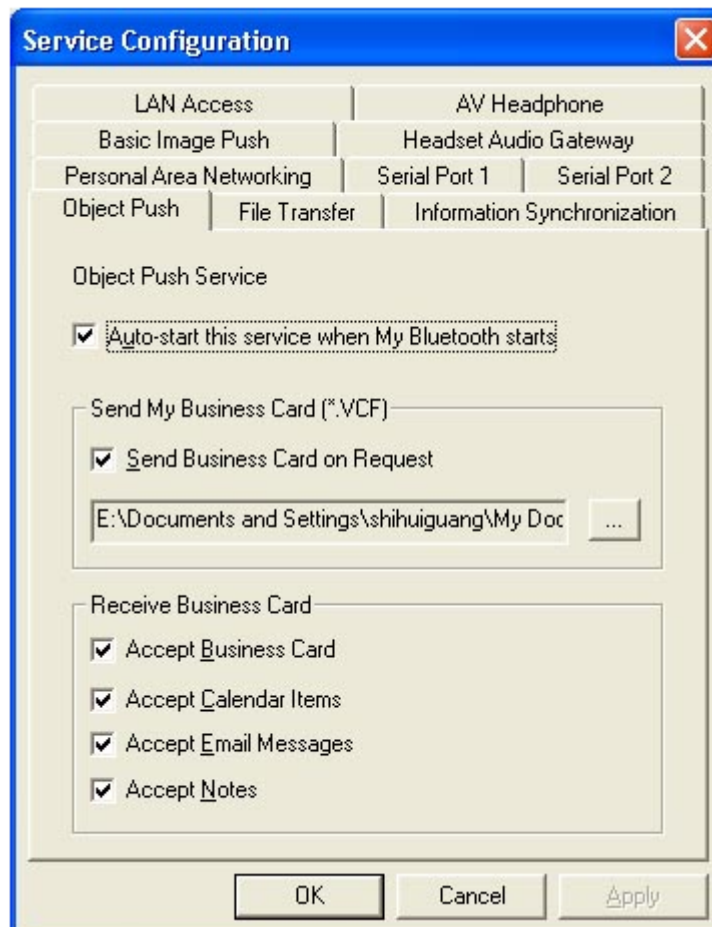 Service Configuration
LAN Access AV Headphone
Basic Image Push Headset Audio Gateway
Personal Area Networking Serial Port 1 Serial Port 2
Object Push File Transfer Information Synchronization
Object Push Service
Auto-start this service when My Bluetooth starts
Send My Business Card (*.VCF)
Send Business Card on Request
E:\Documents and Settings\shihuiguang\My Doc
...
Receive Business Card
Accept Business Card
Accept Calendar Items
Accept Email Messages
Accept Notes
OK Cancel Apply